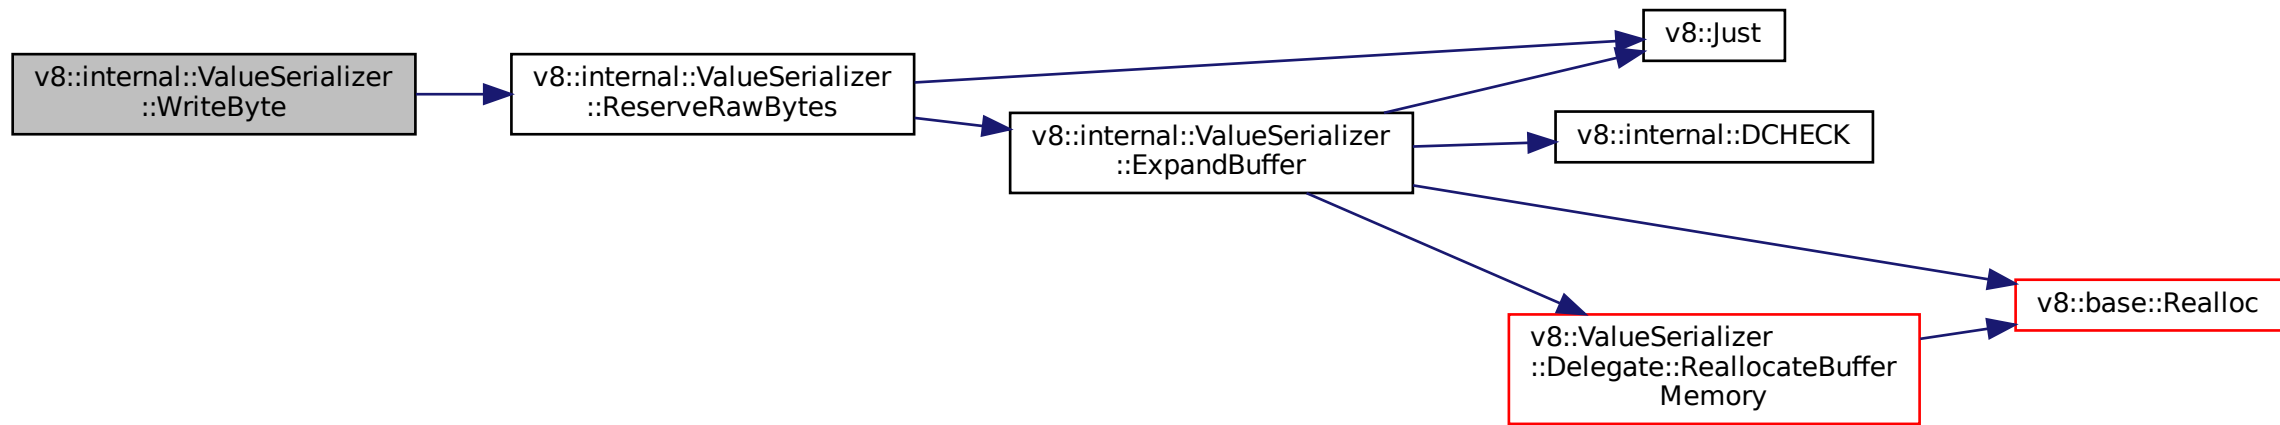 v8::internal::ValueSerializer
::WriteByte
v8::internal::ValueSerializer
::ReserveRawBytes
v8::internal::ValueSerializer
::ExpandBuffer
v8::Just
v8::internal::DCHECK
v8::ValueSerializer
::Delegate::ReallocateBuffer
Memory
v8::base::Realloc